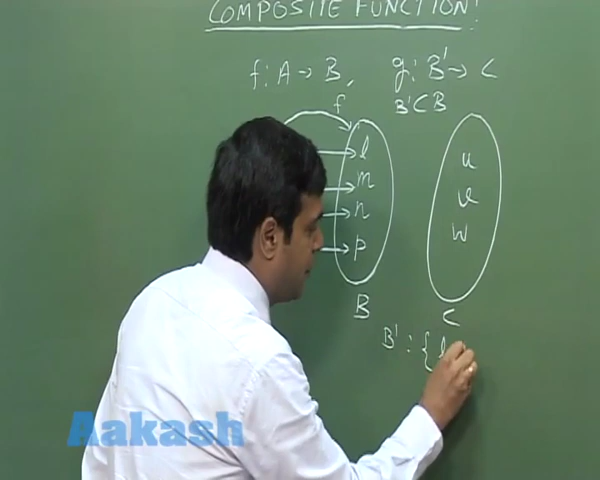 COMPOSITE FUNCTION:
f: A → B, g: B' → C
f B'⊂B
l
m
n
p
u
v
w
B C
B' : { l
Aakash